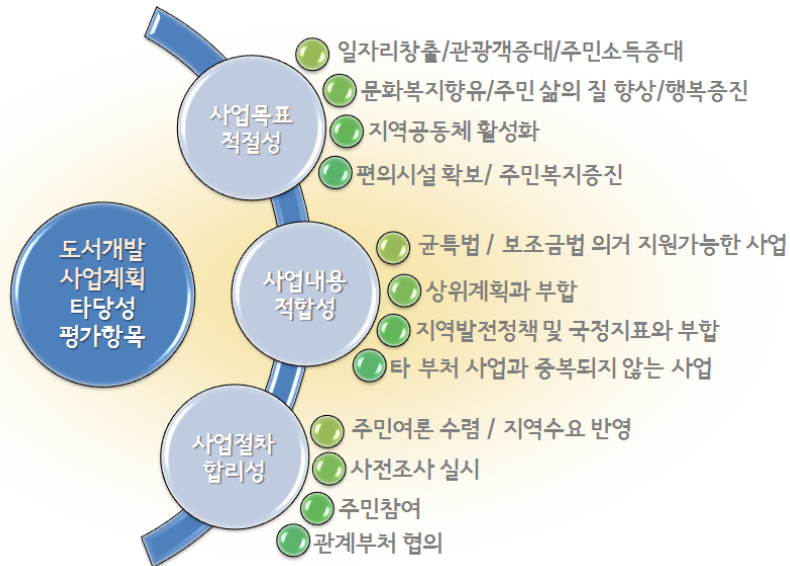 도서개발
사업계획
타당성
평가항목
사업목표
적절성
일자리창출/관광객증대/주민소득증대
문화복지향유/주민 삶의 질 향상/행복증진
지역공동체 활성화
편의시설 확보/ 주민복지증진
사업내용
적합성
균특법 / 보조금법 의거 지원가능한 사업
상위계획과 부합
지역발전정책 및 국정지표와 부합
타 부처 사업과 중복되지 않는 사업
사업절차
합리성
주민여론 수렴 / 지역수요 반영
사전조사 실시
주민참여
관계부처 협의